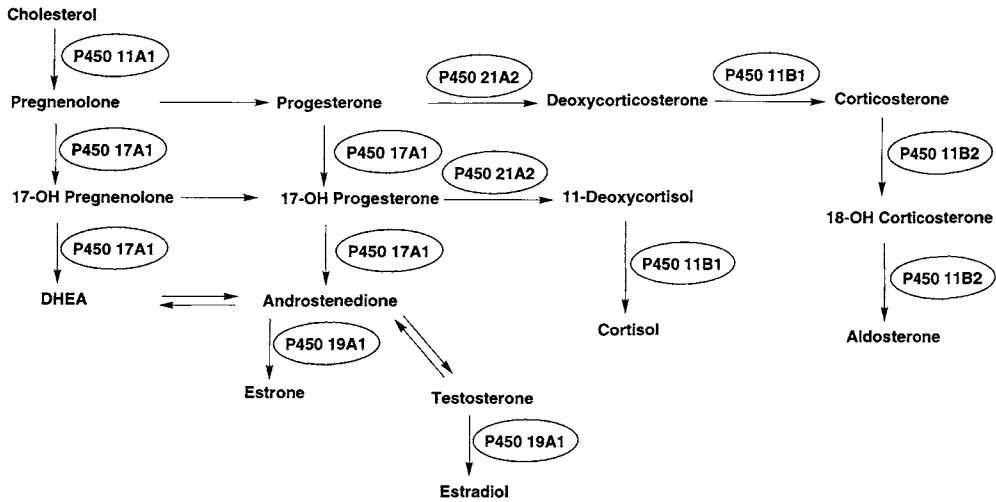 Cholesterol
P450 11A1
P450 21A2
P450 11B1
Pregnenolone
Progesterone
Deoxycorticosterone
Corticosterone
P450 17A1
P450 17A1
P450 21A2
P450 11B2
17-OH Pregnenolone
17-OH Progesterone
11-Deoxycortisol
18-OH Corticosterone
P450 17A1
P450 17A1
P450 11B1
P450 11B2
DHEA
Androstenedione
Cortisol
Aldosterone
P450 19A1
Estrone
Testosterone
P450 19A1
Estradiol